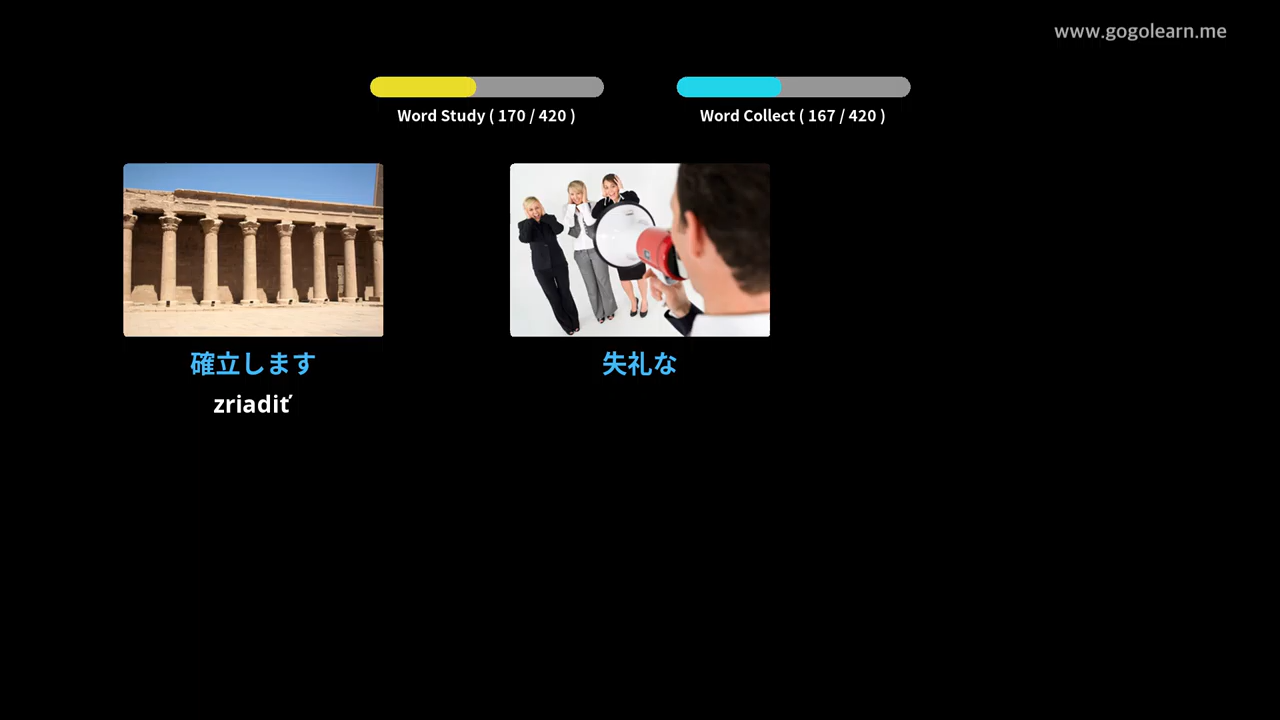 www.gogolearn.me
Word Study ( 170 / 420 )
Word Collect ( 167 / 420 )
確立します
zriadiť
失礼な